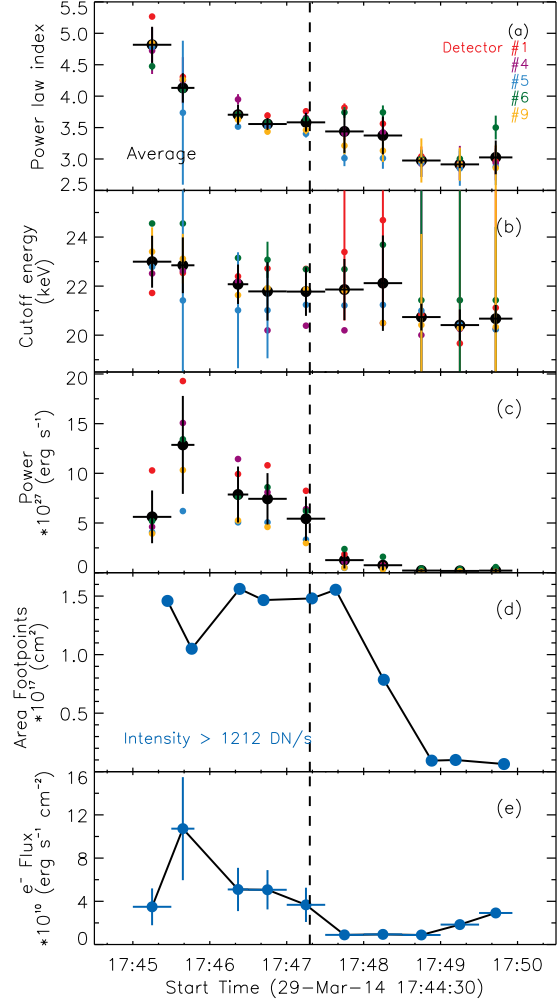 5.5
5.0
4.5
4.0
3.5
3.0
2.5
Power law index
(a)
Detector #1
#4
#5
#6
#9
Average
24
22
20
Cutoff energy
(keV)
(b)
20
15
10
5
0
Power
*10²⁷ (erg s⁻¹)
(c)
1.5
1.0
0.5
Area Footpoints
*10¹⁷ (cm²)
(d)
Intensity > 1212 DN/s
16
12
8
4
0
e⁻ Flux
*10¹⁰ (erg s⁻¹ cm⁻²)
(e)
17:45 17:46 17:47 17:48 17:49 17:50
Start Time (29-Mar-14 17:44:30)